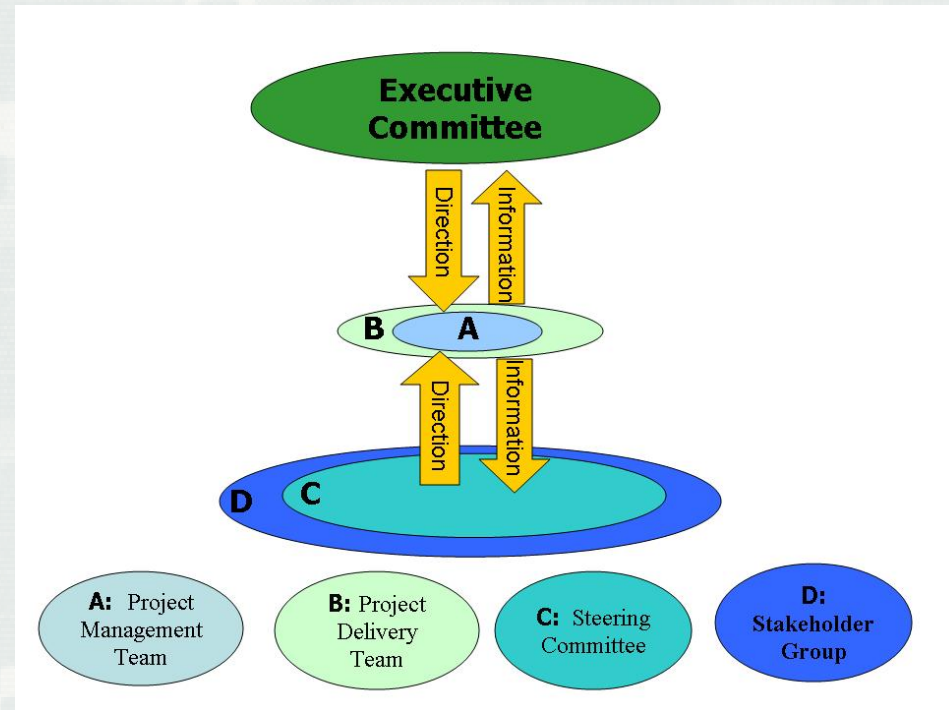 Executive
Committee
Direction
Information
B
A
Direction
Information
D
C
A: Project
Management
Team
B: Project
Delivery
Team
C: Steering
Committee
D:
Stakeholder
Group